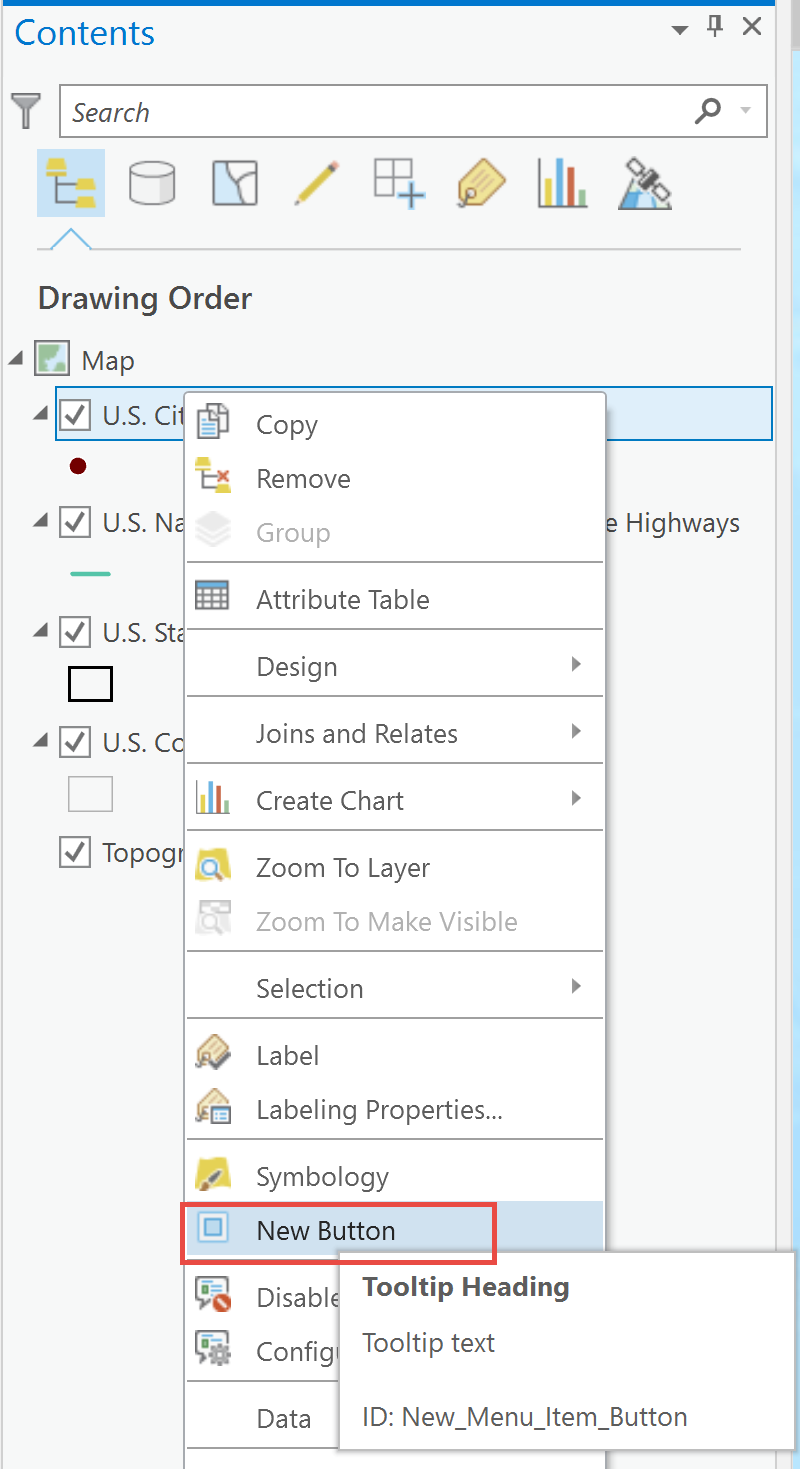 Contents
Search
Drawing Order
Map
U.S. Cit
Copy
Remove
U.S. Na
e Highways
Group
Attribute Table
U.S. Sta
Design
Joins and Relates
U.S. Co
Create Chart
Topogr
Zoom To Layer
Zoom To Make Visible
Selection
Label
Labeling Properties...
Symbology
New Button
Tooltip Heading
Disable
Tooltip text
Config
Data
ID: New_Menu_Item_Button